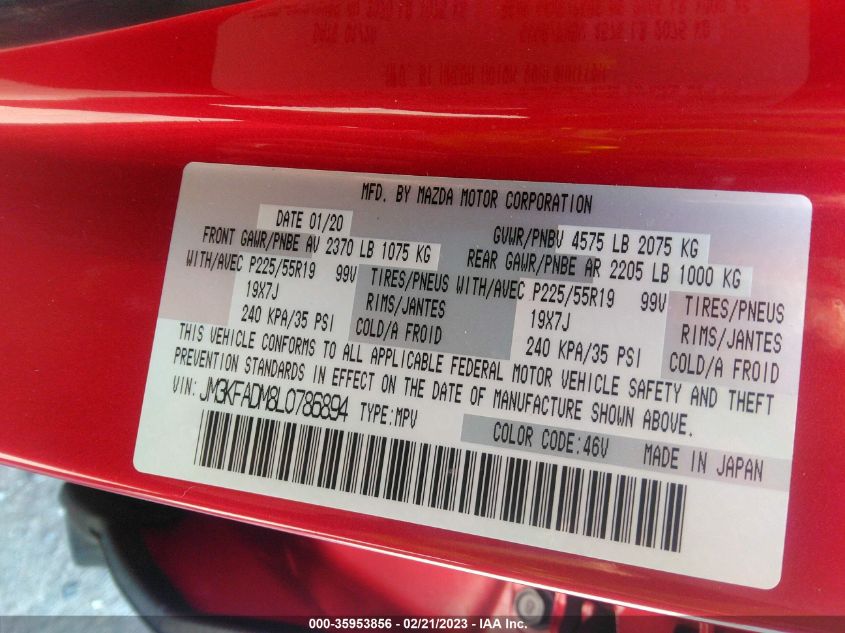 MFD. BY MAZDA MOTOR CORPORATION
DATE 01/20
GVWR/PNBV 4575 LB 2075 KG
FRONT GAWR/PNBE AV 2370 LB 1075 KG
REAR GAWR/PNBE AR 2205 LB 1000 KG
WITH/AVEC P225/55R19 99V TIRES/PNEUS
19X7J RIMS/JANTES
240 KPA/35 PSI COLD/A FROID
WITH/AVEC P225/55R19 99V TIRES/PNEUS
19X7J RIMS/JANTES
240 KPA/35 PSI COLD/A FROID
THIS VEHICLE CONFORMS TO ALL APPLICABLE FEDERAL MOTOR VEHICLE SAFETY AND THEFT
PREVENTION STANDARDS IN EFFECT ON THE DATE OF MANUFACTURE SHOWN ABOVE.
VIN: JM3KFADM8L0786894 TYPE:MPV
COLOR CODE:46V MADE IN JAPAN
000-35953856 / 02/21/2023 - IAA Inc.